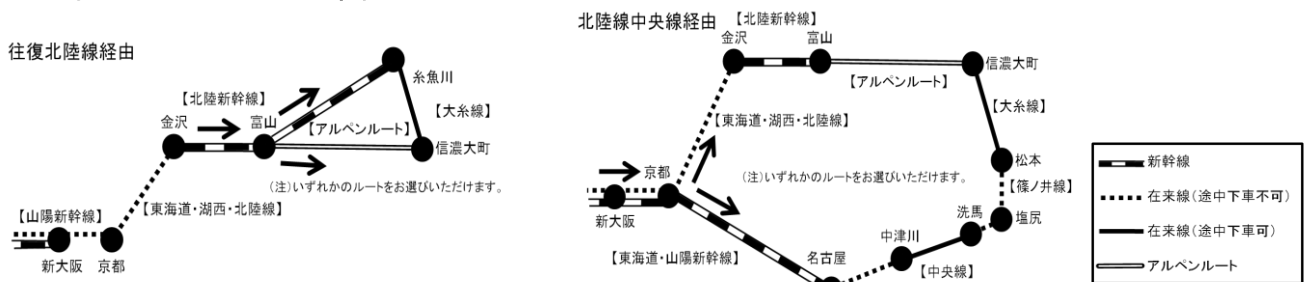 往復北陸線経由
糸魚川
【北陸新幹線】
【大糸線】
金沢
富山
【アルペンルート】
信濃大町
(注)いずれかのルートをお選びいただけます。
【山陽新幹線】
【東海道・湖西・北陸線】
新大阪
京都
北陸線中央線経由
【北陸新幹線】
金沢
富山
信濃大町
【アルペンルート】
【大糸線】
【東海道・湖西・北陸線】
松本
京都
(注)いずれかのルートをお選びいただけます。
【篠ノ井線】
新大阪
洗馬
塩尻
中津川
【東海道・山陽新幹線】
名古屋
【中央線】
新幹線
在来線(途中下車不可)
在来線(途中下車可)
アルペンルート